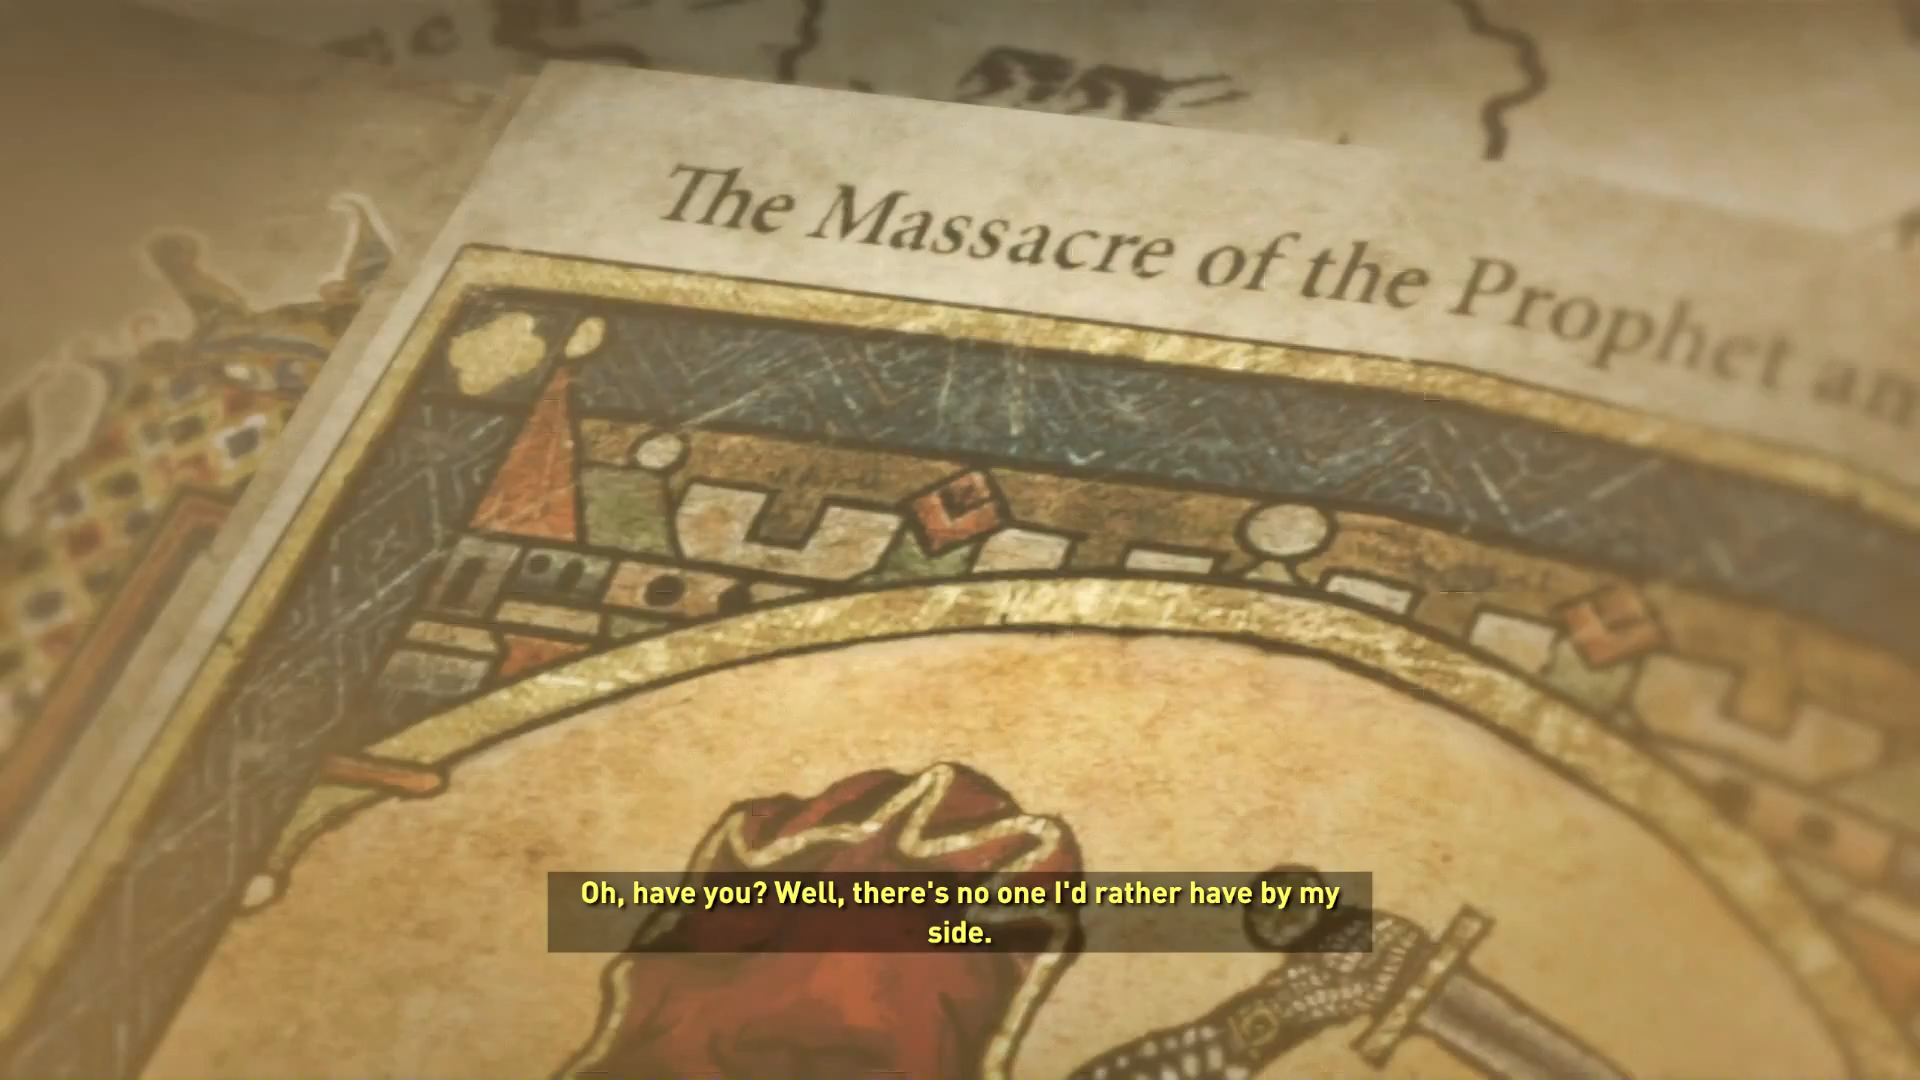 The Massacre of the Prophet
Oh, have you? Well, there's no one I'd rather have by my
side.